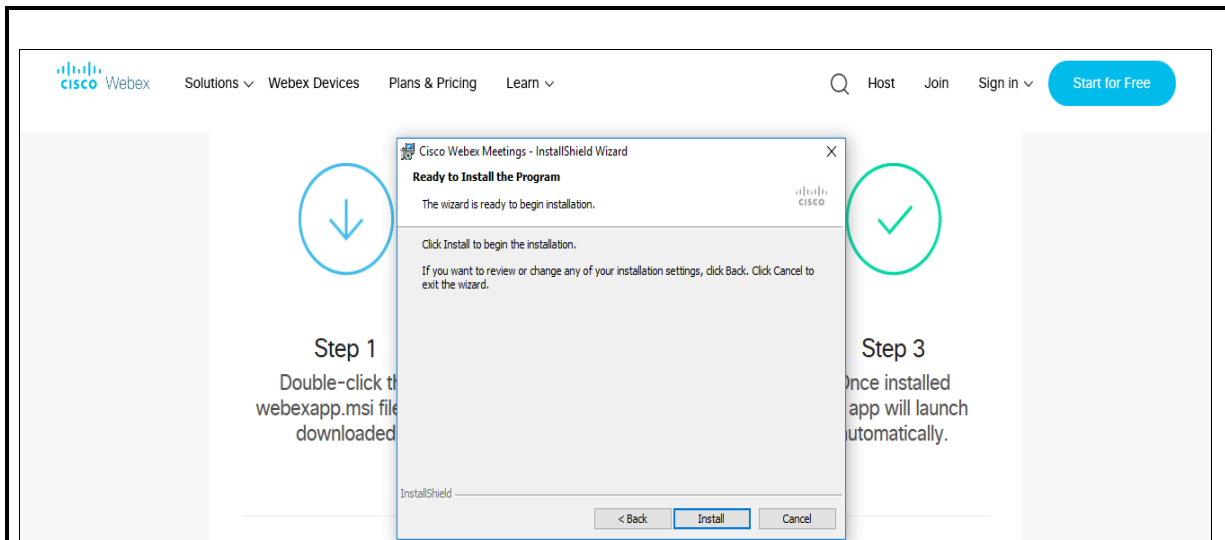 cisco Webex Solutions Webex Devices Plans & Pricing Learn Host Join Sign in Start for Free
Cisco Webex Meetings - InstallShield Wizard
Ready to Install the Program
The wizard is ready to begin installation.
cisco
Click Install to begin the installation.
If you want to review or change any of your installation settings, click Back. Click Cancel to
exit the wizard.
InstallShield
< Back Install Cancel
Step 1
Double-click
webexapp.msi
downloaded
Step 3
installed
app will launch
automatically.